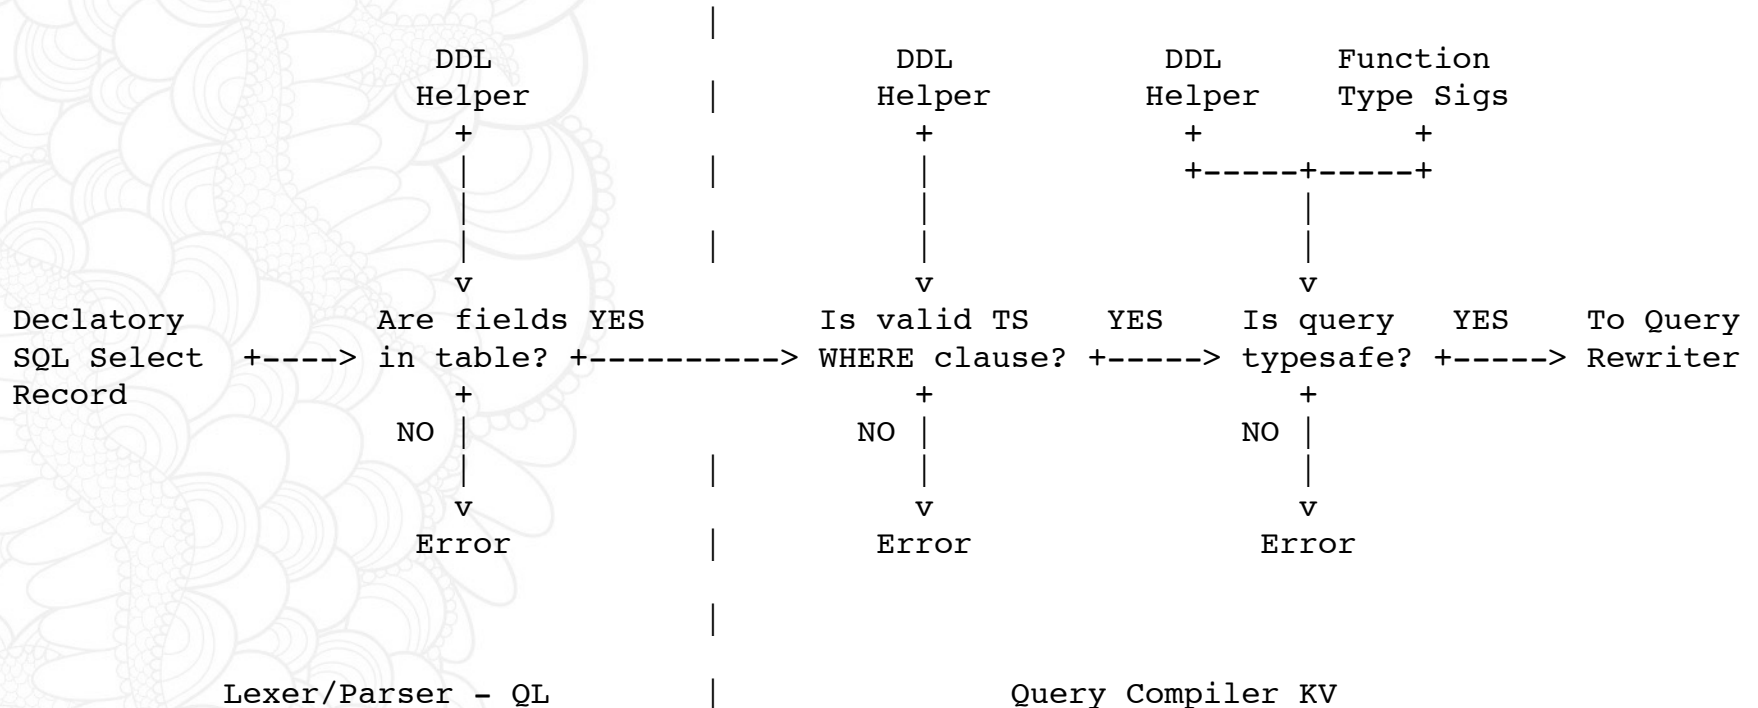 |
DDL DDL DDL Function
Helper | Helper Helper Type Sigs
+ + + +
| | | +-----+-----+
| | |
| | | |
v v v
Declatory Are fields YES Is valid TS YES Is query YES To Query
SQL Select +----> in table? +----------> WHERE clause? +-----> typesafe? +-----> Rewriter
Record + + +
NO | NO | NO |
| | | |
v v v
Error | Error Error
|
Lexer/Parser - QL | Query Compiler KV